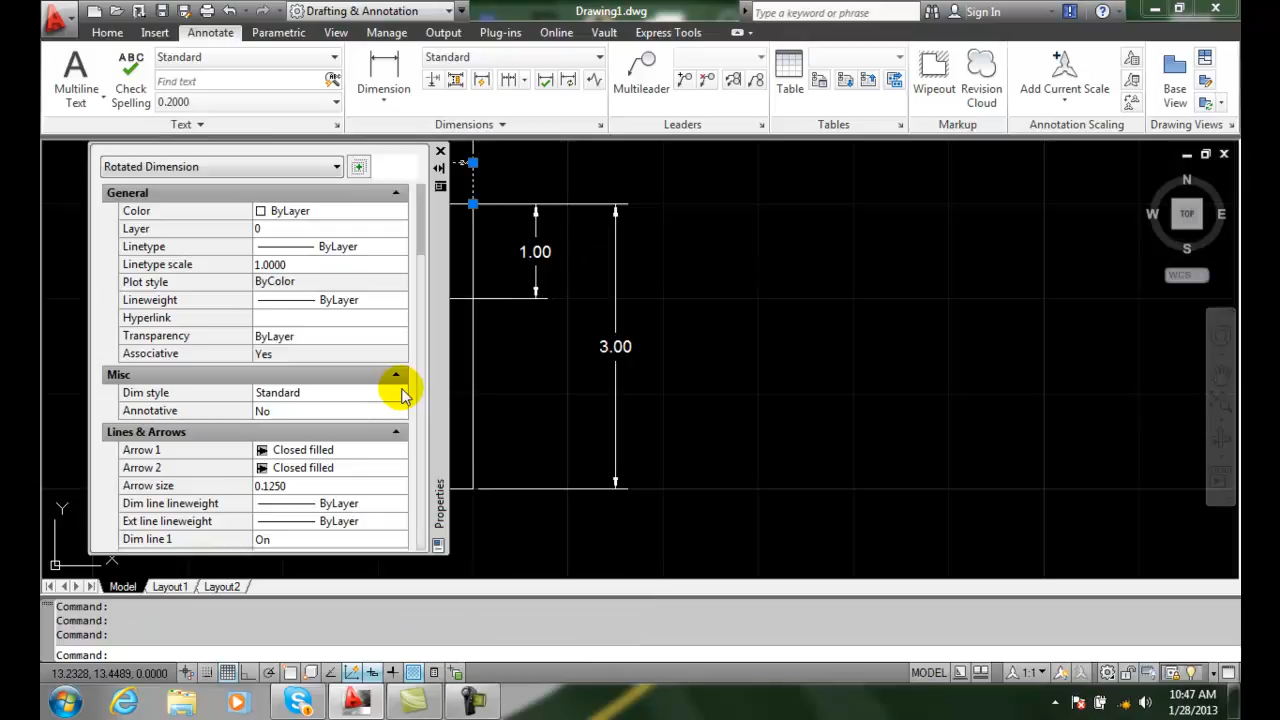 Drafting & Annotation
Drawing1.dwg
Type a keyword or phrase
Sign In
Home Insert Annotate Parametric View Manage Output Plug-ins Online Vault Express Tools
A
Multiline
Text
ABC
Check
Spelling
Standard
Find text
0.2000
Dimension
Standard
Multileader
Table
Wipeout
Revision
Cloud
Add Current Scale
Base
View
Text
Dimensions
Leaders
Tables
Markup
Annotation Scaling
Drawing Views
Rotated Dimension
General
Color ByLayer
Layer 0
Linetype ByLayer
Linetype scale 1.0000
Plot style ByColor
Lineweight ByLayer
Hyperlink
Transparency ByLayer
Associative Yes
Misc
Dim style Standard
Annotative No
Lines & Arrows
Arrow 1 Closed filled
Arrow 2 Closed filled
Arrow size 0.1250
Dim line lineweight ByLayer
Ext line lineweight ByLayer
Dim line 1 On
Properties
1.00
3.00
N
W TOP E
S
WCS
Y
X
Model Layout1 Layout2
Command:
Command:
Command:
Command:
13.2328, 13.4489, 0.0000
MODEL
1:1
10:47 AM
1/28/2013